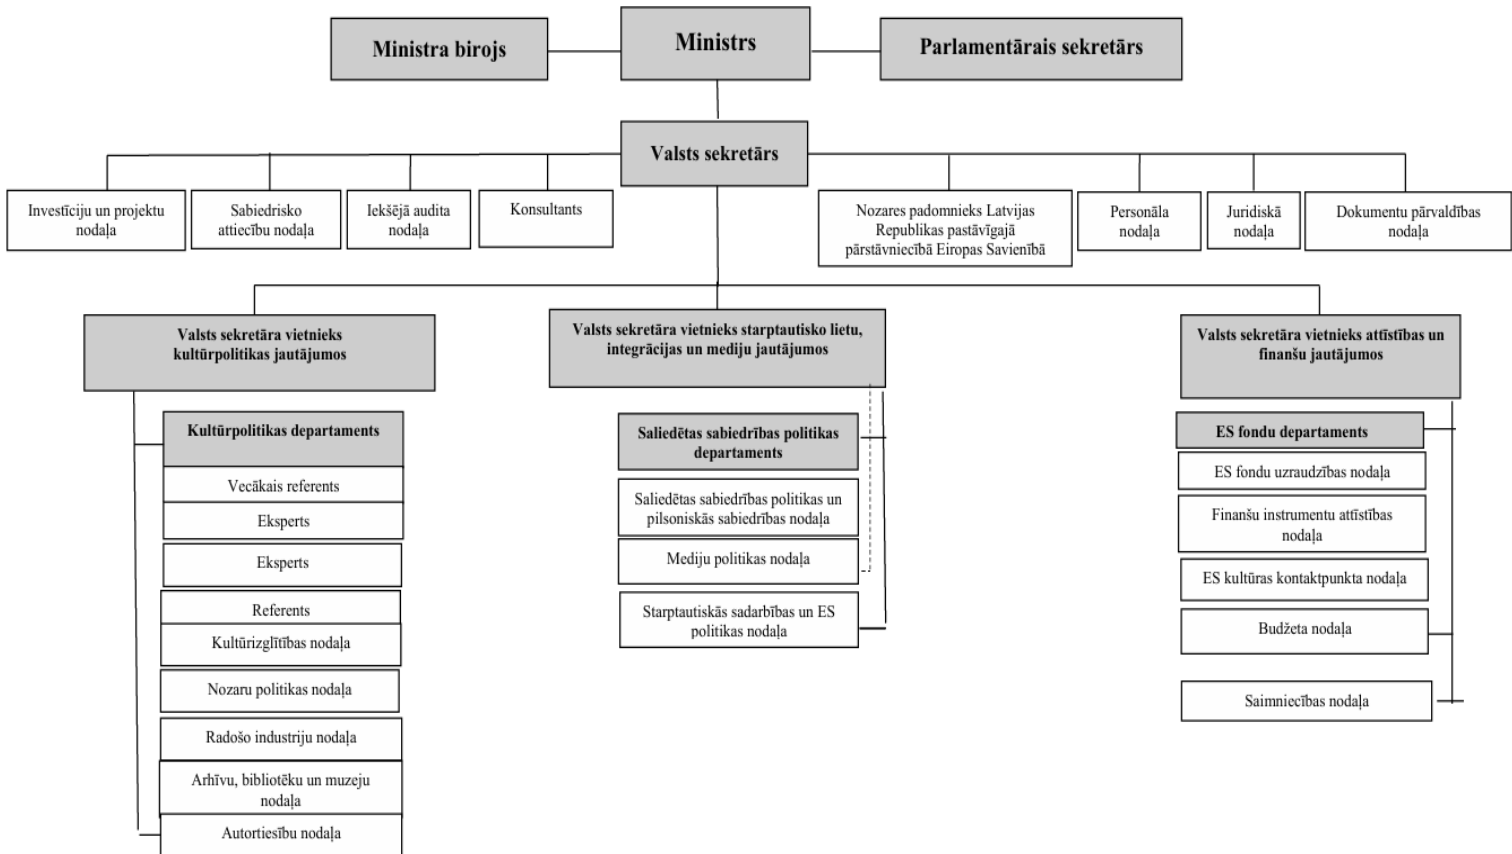 Ministra birojs
Ministrs
Parlamentārais sekretārs
Valsts sekretārs
Investīciju un projektu
nodaļa
Sabiedrisko
attiecību nodaļa
Iekšējā audita
nodaļa
Konsultants
Nozares padomnieks Latvijas
Republikas pastāvīgajā
pārstāvniecībā Eiropas Savienībā
Personāla
nodaļa
Juridiskā
nodaļa
Dokumentu pārvaldības
nodaļa
Valsts sekretāra vietnieks
kultūrpolitikas jautājumos
Kultūrpolitikas departaments
Vecākais referents
Eksperts
Eksperts
Referents
Kultūrizglītības nodaļa
Nozaru politikas nodaļa
Radošo industriju nodaļa
Arhīvu, bibliotēku un muzeju
nodaļa
Autortiesību nodaļa
Valsts sekretāra vietnieks starptautisko lietu,
integrācijas un mediju jautājumos
Saliedētas sabiedrības politikas
departaments
Saliedētas sabiedrības politikas un
pilsoniskās sabiedrības nodaļa
Mediju politikas nodaļa
Starptautiskās sadarbības un ES
politikas nodaļa
Valsts sekretāra vietnieks attīstības un
finanšu jautājumos
ES fondu departaments
ES fondu uzraudzības nodaļa
Finanšu instrumentu attīstības
nodaļa
ES kultūras kontaktpunkta nodaļa
Budžeta nodaļa
Saimniecības nodaļa